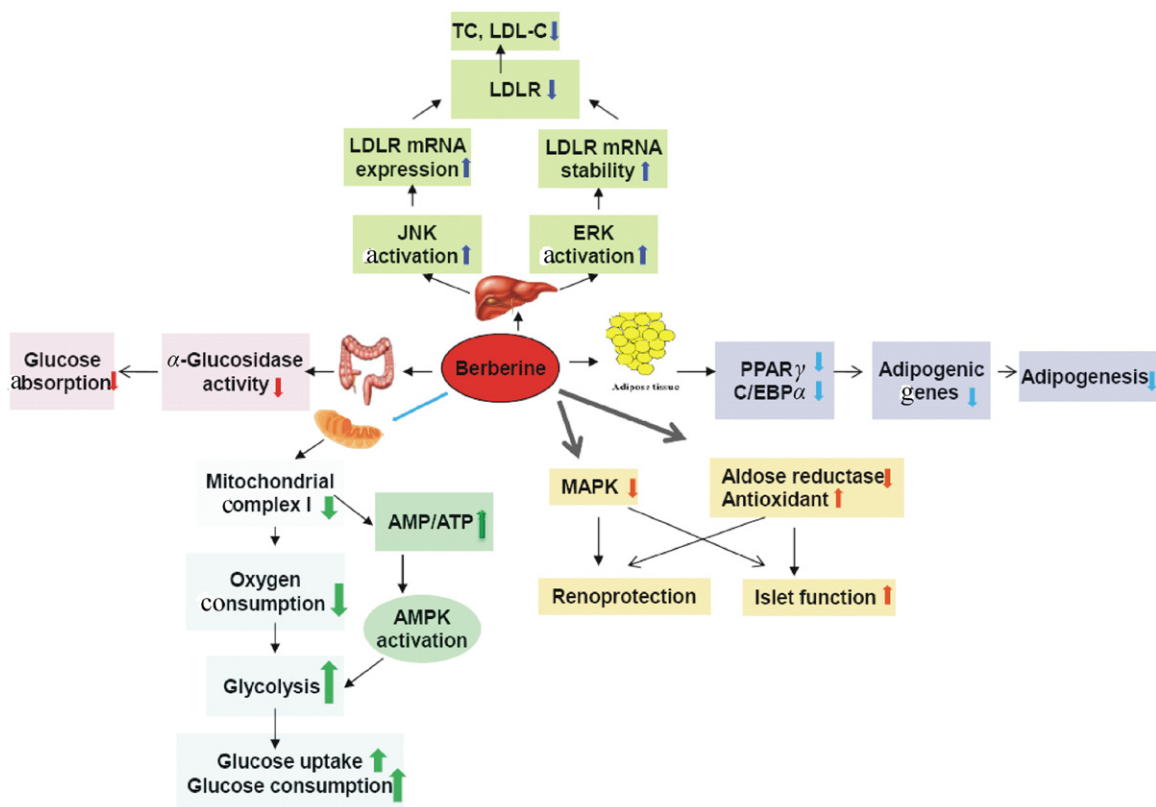 TC, LDL-C
LDLR
LDLR mRNA
expression
LDLR mRNA
stability
JNK
activation
ERK
activation
Glucose
absorption
α-Glucosidase
activity
Berberine
Adipose tissue
PPARγ
C/EBPα
Adipogenic
genes
Adipogenesis
Mitochondrial
complex I
AMP/ATP
MAPK
Aldose reductase
Antioxidant
Oxygen
consumption
AMPK
activation
Renoprotection
Islet function
Glycolysis
Glucose uptake
Glucose consumption